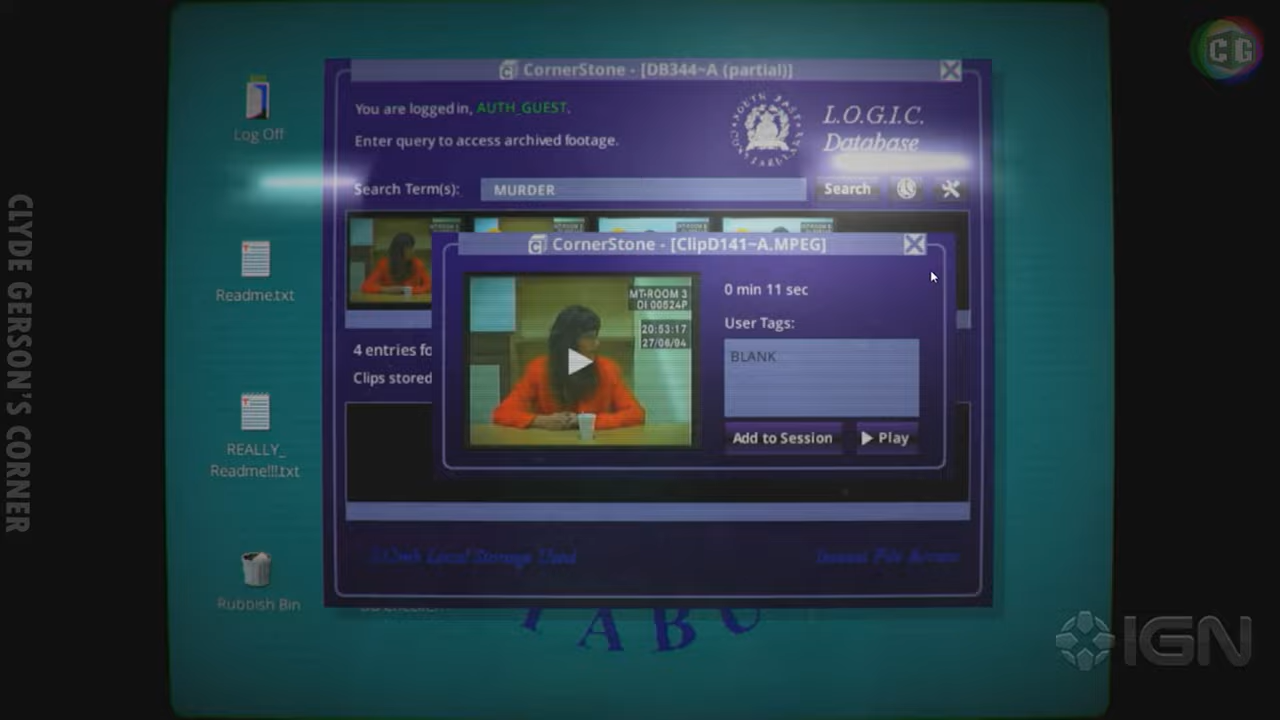 CG
CornerStone - [DB344~A (partial)]
You are logged in, AUTH_GUEST.
Enter query to access archived footage.
L.O.G.I.C.
Database
Log Off
Search Term(s):
MURDER
Search
CornerStone - [ClipD141~A.MPEG]
MT-ROOM 3
20:53:17
27/06/94
0 min 11 sec
User Tags:
BLANK
Add to Session
Play
4 entries fo
Clips stored
Readme.txt
REALLY_
Readme!!!.txt
Rubbish Bin
Local Storage Used
CLYDE GERSON'S CORNER
IGN